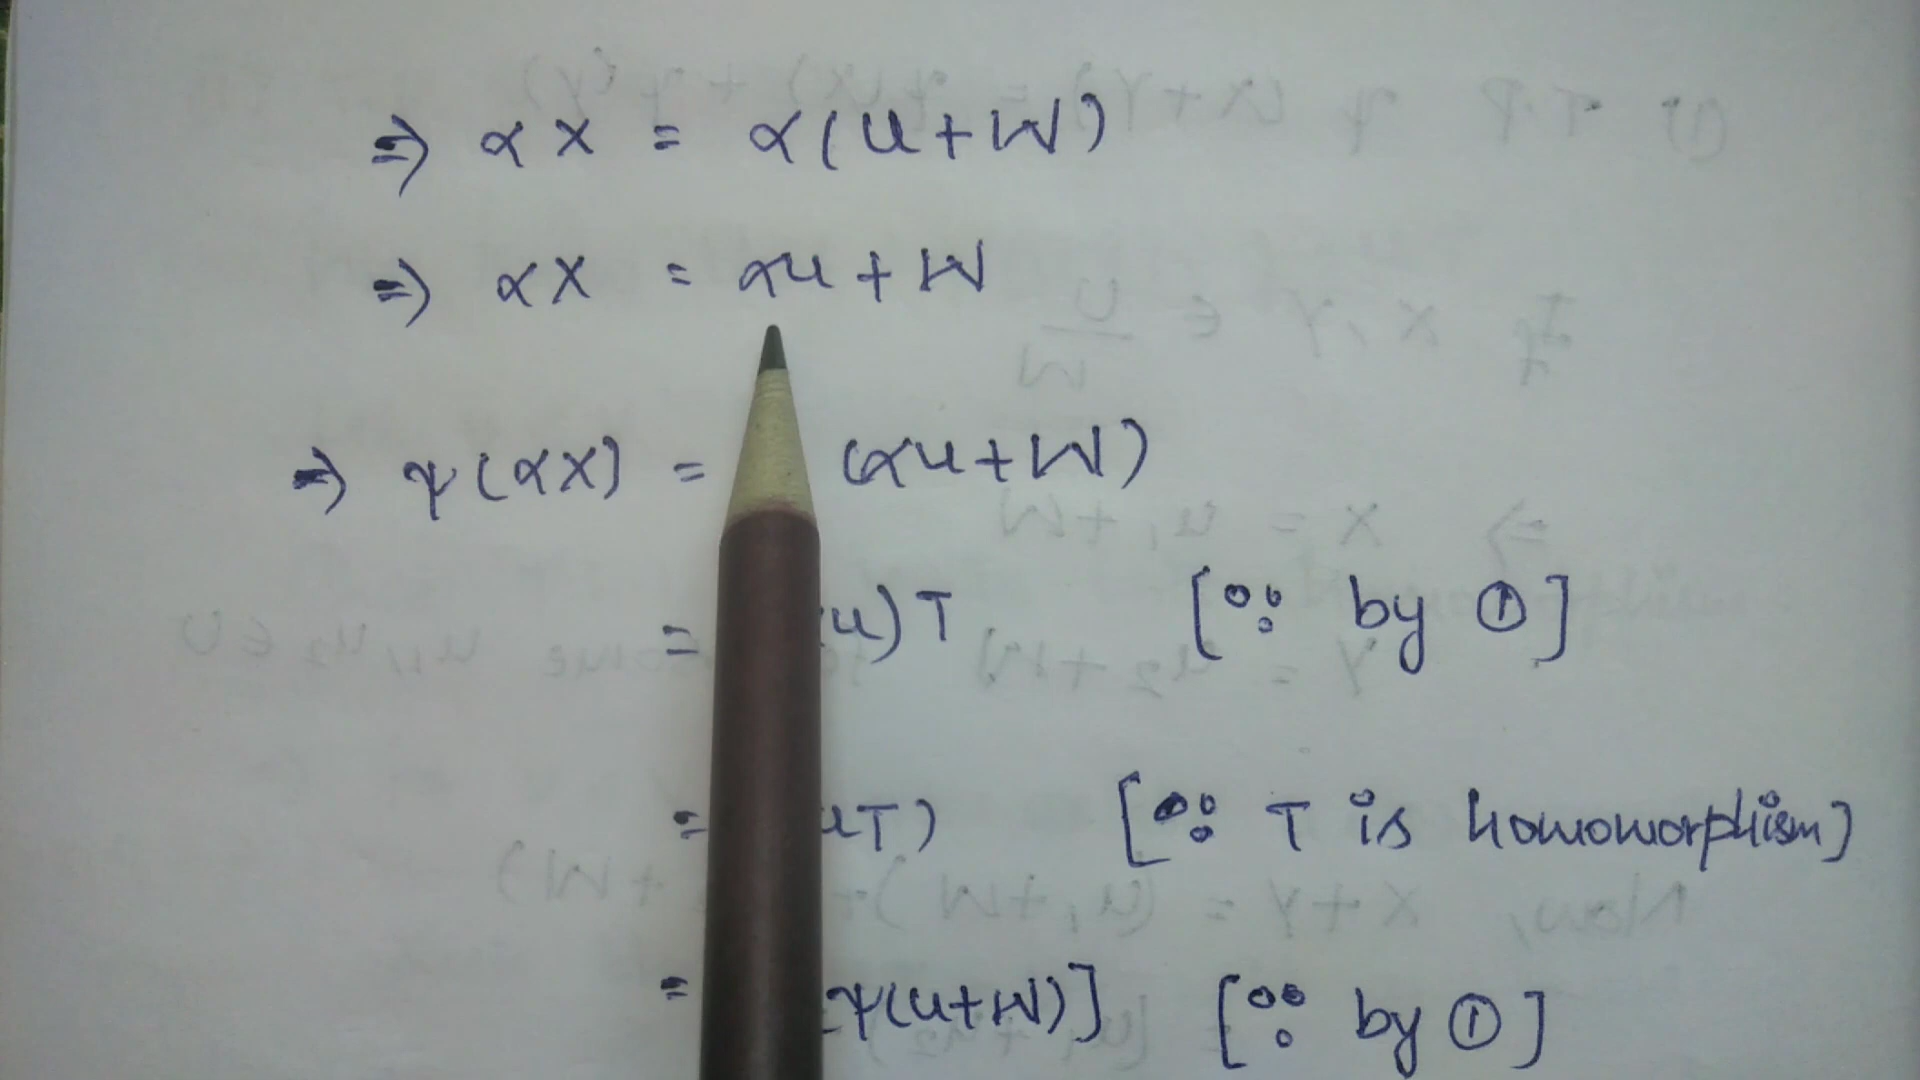 ⇒ αX = α(u+W)
⇒ αX = αu+W
⇒ ψ(αX) = (αu+W)
= u)T [∵ by ①]
= uT) [∵ T is homomorphism]
= ψ(u+W)] [∵ by ①]